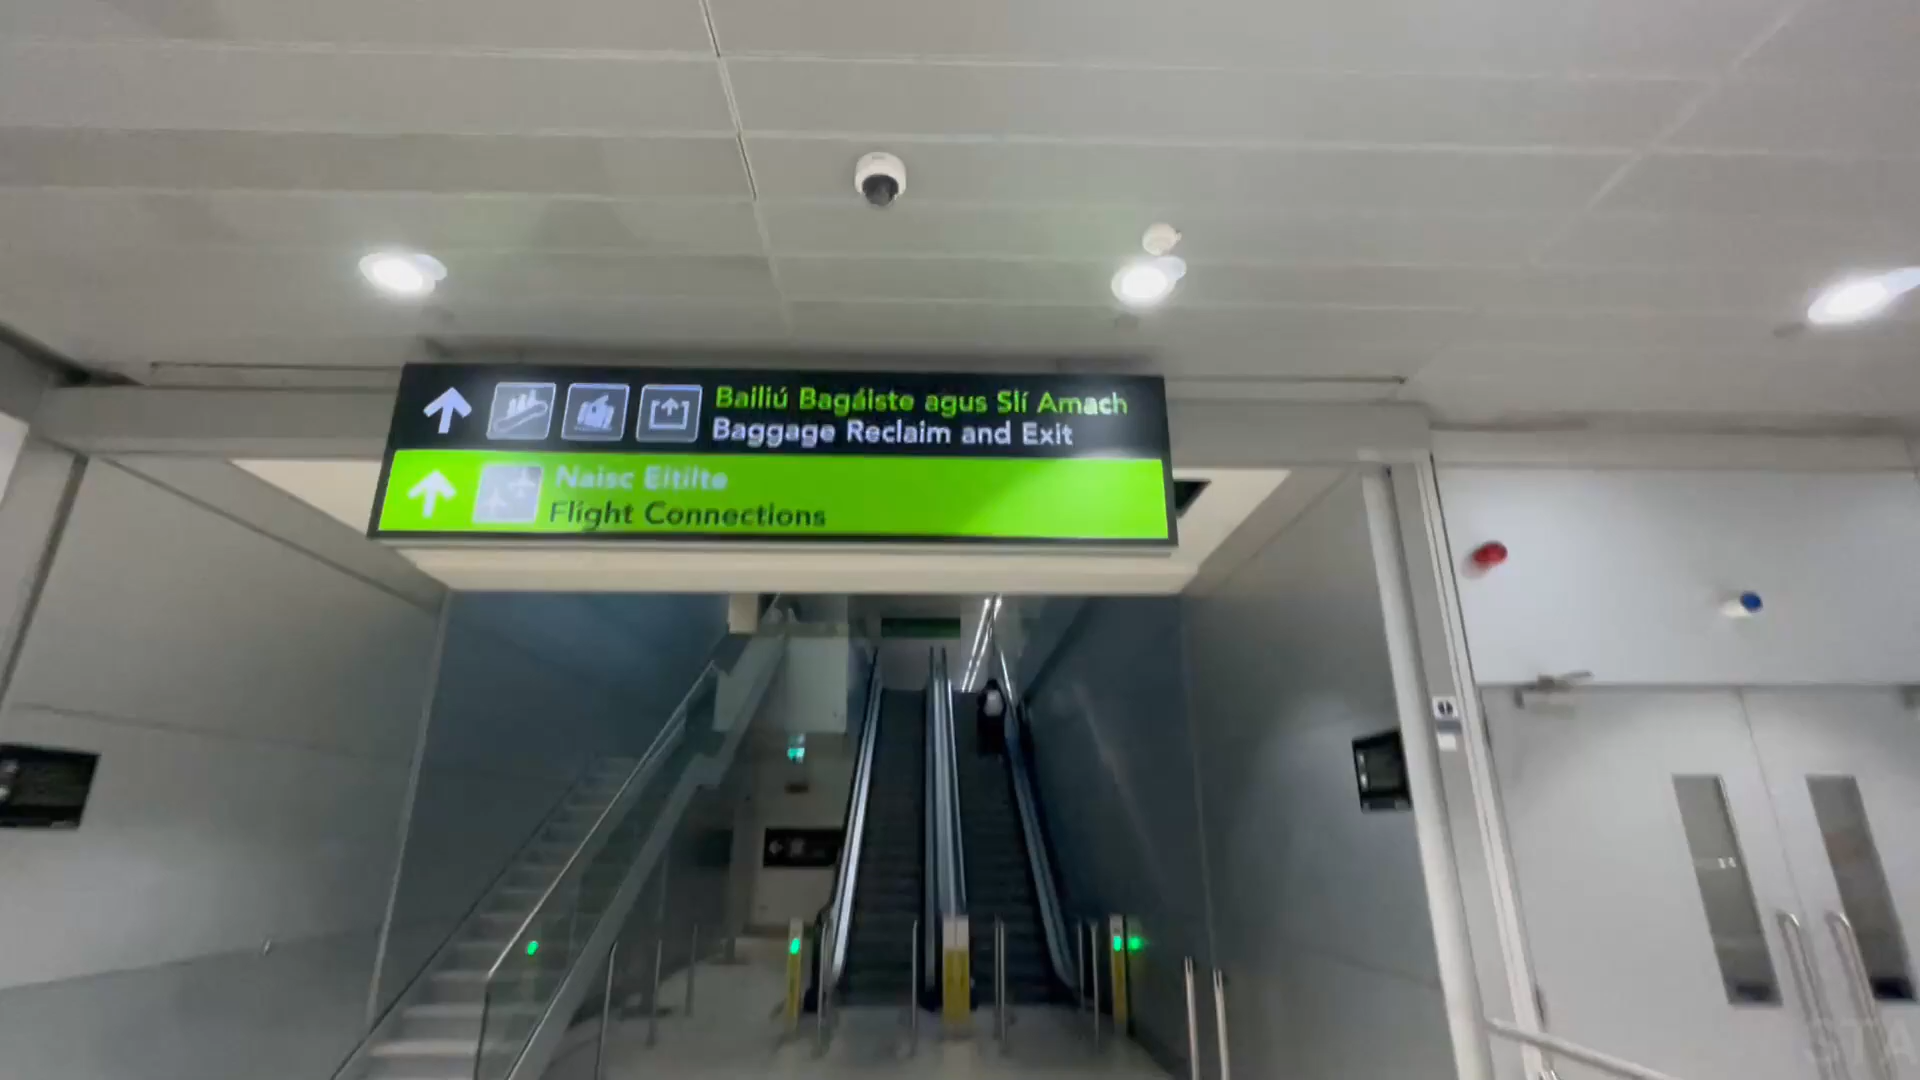 Bailiú Bagáiste agus Slí Amach
Baggage Reclaim and Exit
Naisc Eitilte
Flight Connections